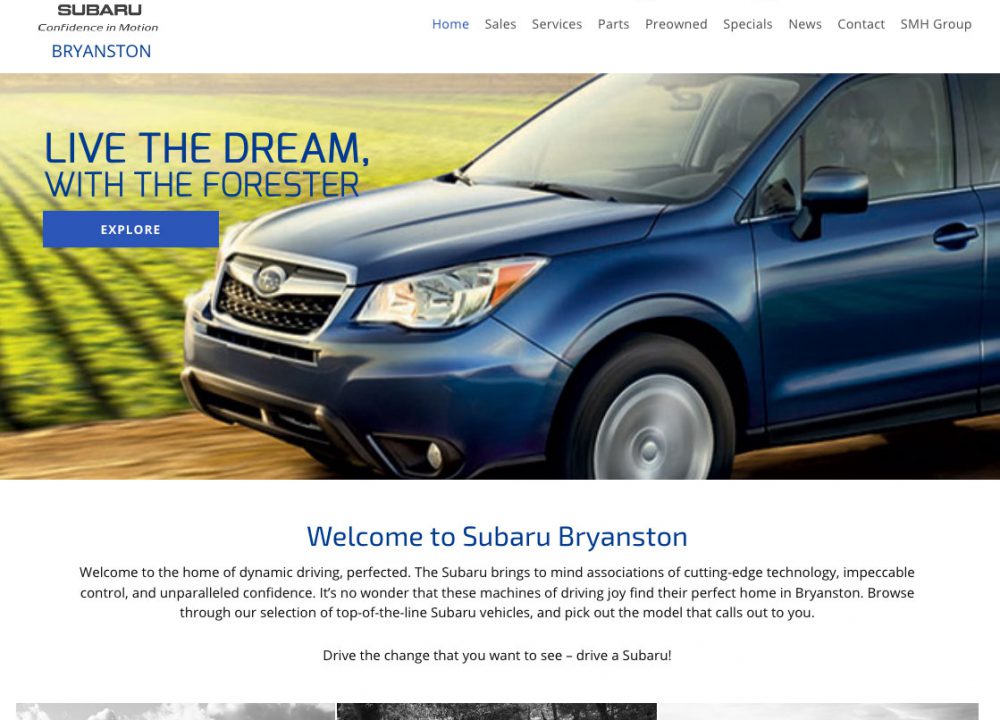 SUBARU
Confidence in Motion
BRYANSTON
Home Sales Services Parts Preowned Specials News Contact SMH Group
LIVE THE DREAM,
WITH THE FORESTER
EXPLORE
Welcome to Subaru Bryanston
Welcome to the home of dynamic driving, perfected. The Subaru brings to mind associations of cutting-edge technology, impeccable
control, and unparalleled confidence. It’s no wonder that these machines of driving joy find their perfect home in Bryanston. Browse
through our selection of top-of-the-line Subaru vehicles, and pick out the model that calls out to you.
Drive the change that you want to see – drive a Subaru!